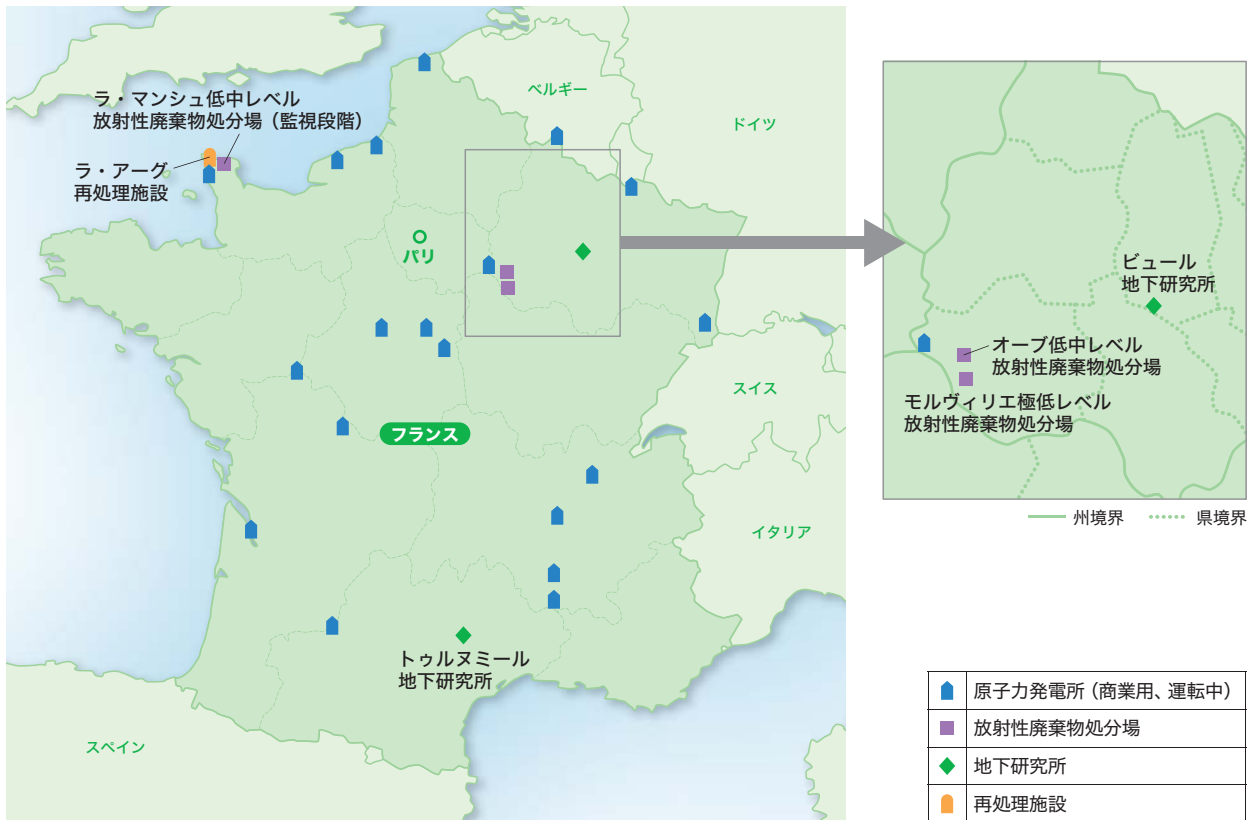 ラ・マンシュ低中レベル
放射性廃棄物処分場（監視段階）
ラ・アーグ
再処理施設
ベルギー
ドイツ
パリ
フランス
スイス
イタリア
スペイン
トゥルヌミール
地下研究所
ビュール
地下研究所
オーブ低中レベル
放射性廃棄物処分場
モルヴィリエ極低レベル
放射性廃棄物処分場
州境界 県境界
原子力発電所（商業用、運転中）
放射性廃棄物処分場
地下研究所
再処理施設